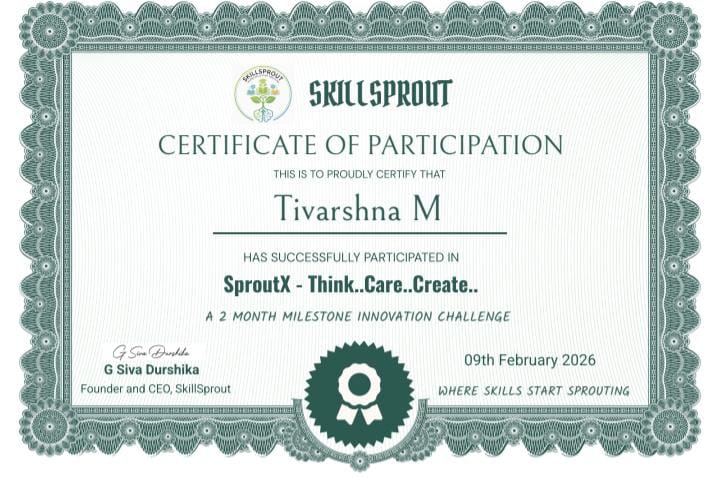 SKILLSPROUT
SKILLSPROUT
CERTIFICATE OF PARTICIPATION
THIS IS TO PROUDLY CERTIFY THAT
Tivarshna M
HAS SUCCESSFULLY PARTICIPATED IN
SproutX - Think..Care..Create..
A 2 MONTH MILESTONE INNOVATION CHALLENGE
G Siva Durshika
G Siva Durshika
Founder and CEO, SkillSprout
09th February 2026
WHERE SKILLS START SPROUTING